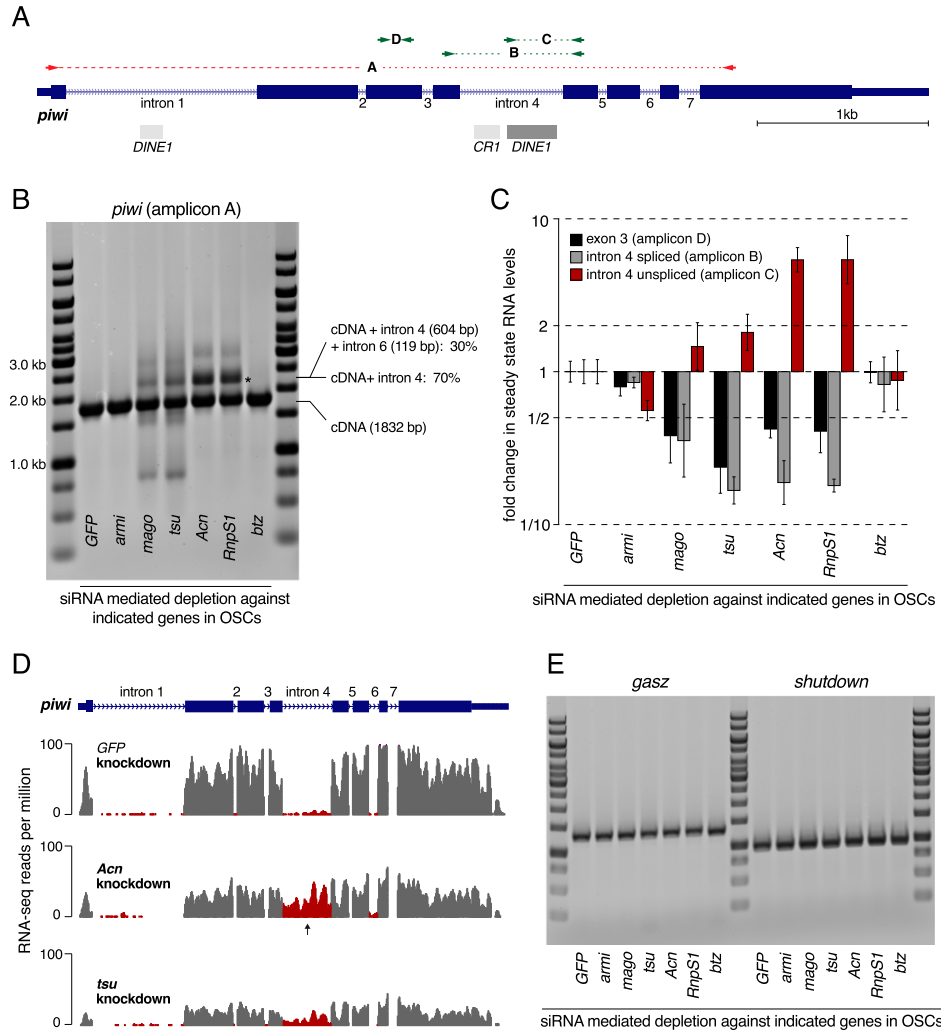 A
D
C
B
A
intron 1
2
3
intron 4
5
6
7
piwi
1kb
DINE1
CR1
DINE1
B
piwi (amplicon A)
3.0 kb
2.0 kb
1.0 kb
cDNA + intron 4 (604 bp)
+ intron 6 (119 bp): 30%
*
cDNA+ intron 4: 70%
cDNA (1832 bp)
GFP
armi
mago
tsu
Acn
RnpS1
btz
siRNA mediated depletion against
indicated genes in OSCs
C
fold change in steady state RNA levels
10
2
1
1/2
1/10
exon 3 (amplicon D)
intron 4 spliced (amplicon B)
intron 4 unspliced (amplicon C)
GFP
armi
mago
tsu
Acn
RnpS1
btz
siRNA mediated depletion against indicated genes in OSCs
D
intron 1
2
3
intron 4
5
6
7
piwi
RNA-seq reads per million
100
0
GFP
knockdown
100
0
Acn
knockdown
100
0
tsu
knockdown
E
gasz
shutdown
GFP
armi
mago
tsu
Acn
RnpS1
btz
GFP
armi
mago
tsu
Acn
RnpS1
btz
siRNA mediated depletion against indicated genes in OSCs